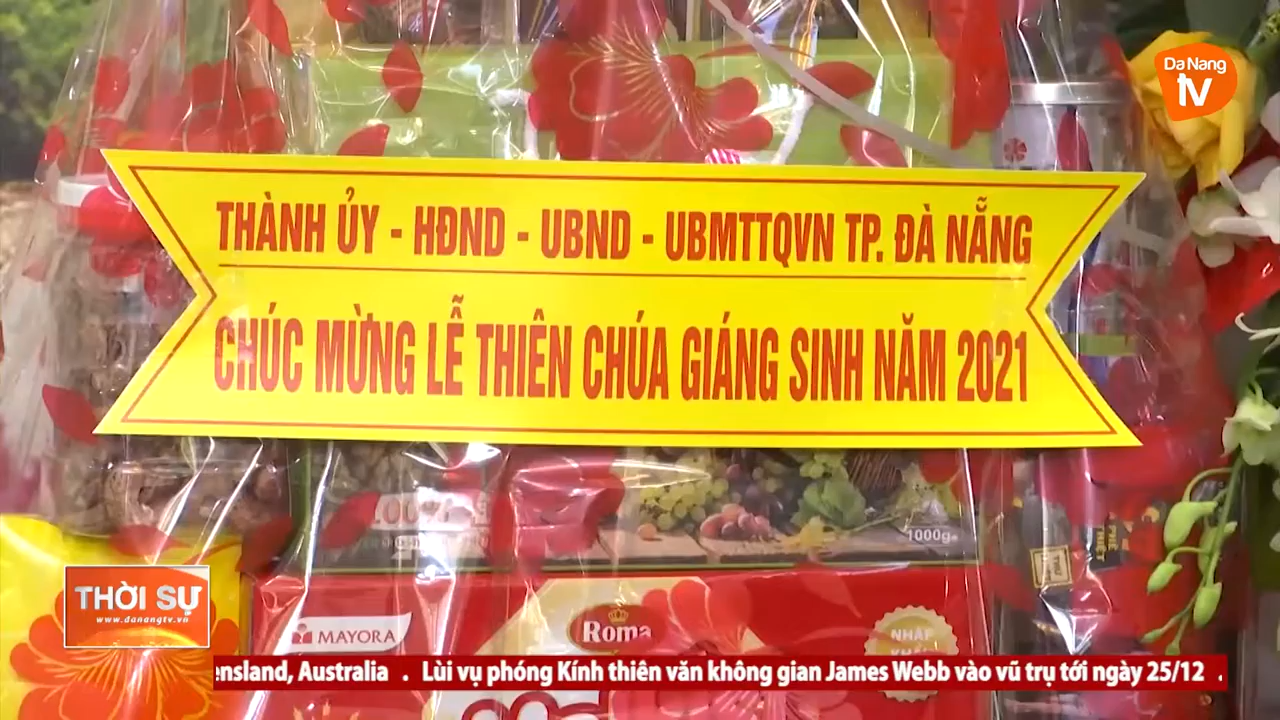 Da Nang
tv
THÀNH ỦY - HĐND - UBND - UBMTTQVN TP. ĐÀ NẴNG
CHÚC MỪNG LỄ THIÊN CHÚA GIÁNG SINH NĂM 2021
1000g
MAYORA
Roma
NHẬP
THỜI SỰ
www.danangtv.vn
ensland, Australia . Lùi vụ phóng Kính thiên văn không gian James Webb vào vũ trụ tới ngày 25/12 .